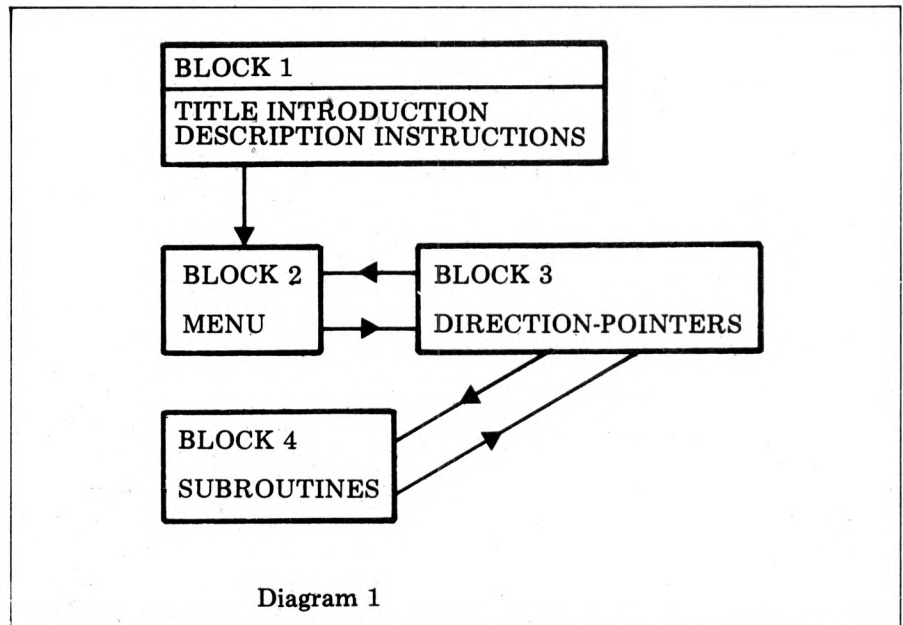 BLOCK 1
TITLE INTRODUCTION
DESCRIPTION INSTRUCTIONS
BLOCK 2
MENU
BLOCK 3
DIRECTION-POINTERS
BLOCK 4
SUBROUTINES
Diagram 1